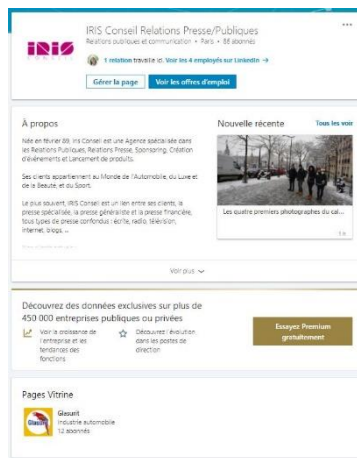 IRIS
IRIS Conseil Relations Presse/Publiques
Relations publiques et communication • Paris • 86 abonnés
1 relation travaille ici. Voir les 4 employés sur LinkedIn →
Gérer la page
Voir les offres d'emploi
À propos
Née en février 89, Iris Conseil est une Agence spécialisée dans
les Relations Publiques, Relations Presse, Sponsoring, Création
d'événements et Lancement de produits.
Ses clients appartiennent au Monde de l'Automobile, du Luxe et
de la Beauté, et du Sport.
Le plus souvent, IRIS Conseil est un lien entre ses clients, la
presse spécialisée, la presse généraliste et la presse financière,
tous types de presse confondus : écrite, radio, télévision,
internet, blogs, ...
Nouvelle récente
Tous les voir
Les quatre premiers photographes du cal...
Voir plus
Découvrez des données exclusives sur plus de
450 000 entreprises publiques ou privées
Voir la croissance de
l'entreprise et les
tendances des
fonctions
Découvrez l'évolution
dans les postes de
direction
Essayez Premium
gratuitement
Pages Vitrine
Glasurit
Glasurit
Industrie automobile
12 abonnés